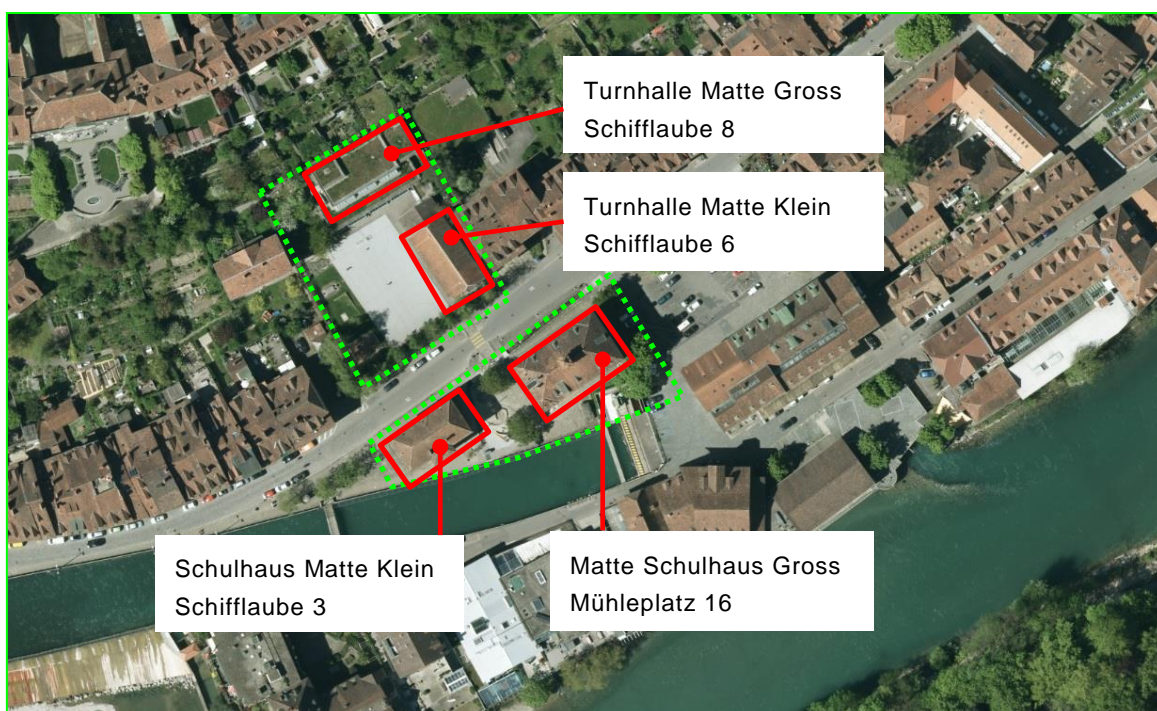 Turnhalle Matte Gross
Schifflaube 8
Turnhalle Matte Klein
Schifflaube 6
Schulhaus Matte Klein
Schifflaube 3
Matte Schulhaus Gross
Mühleplatz 16